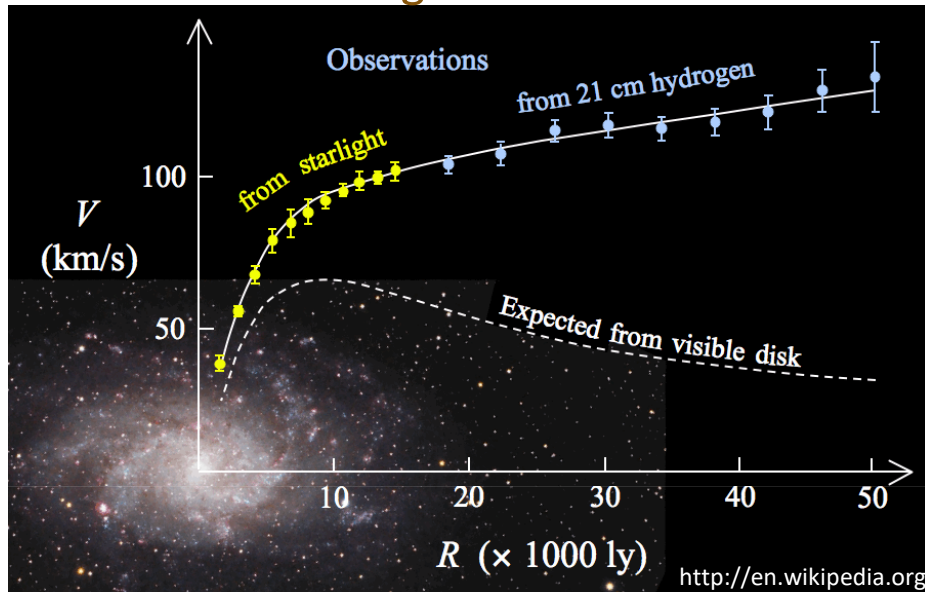 Observations
from 21 cm hydrogen
from starlight
100
V
(km/s)
50
Expected from visible disk
10
20
30
40
50
R (× 1000 ly)
http://en.wikipedia.org